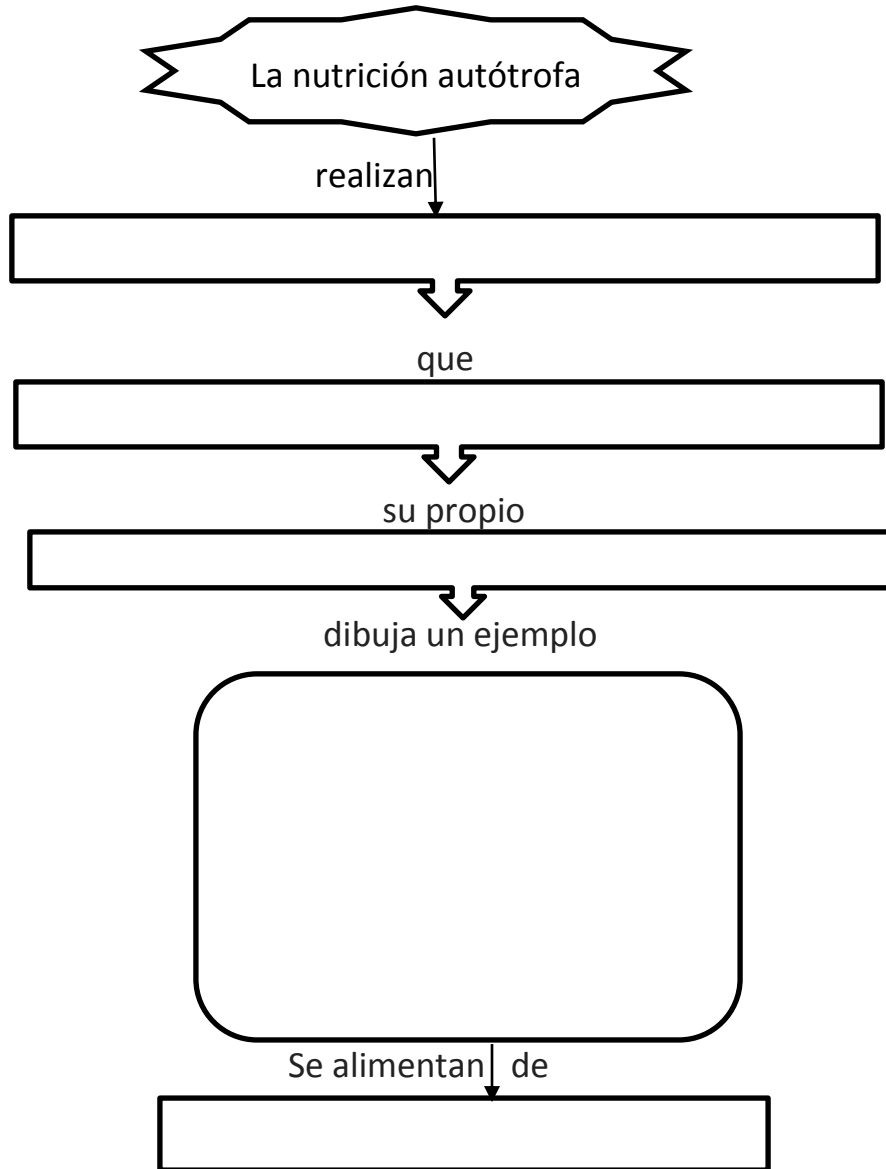 La nutrición autótrofa
realizan
que
su propio
dibuja un ejemplo
Se alimentan de